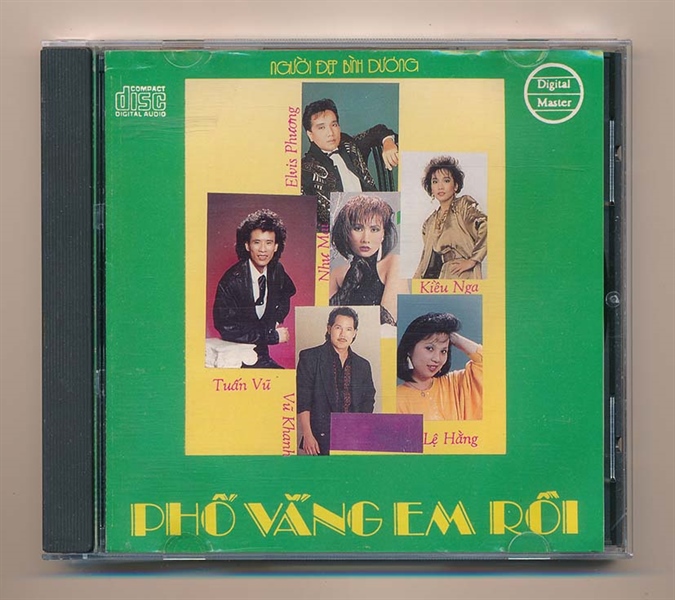 NGƯỜI ĐẸP BÌNH DƯƠNG
COMPACT
disc
DIGITAL AUDIO
Digital
Master
Elvis Phương
Như Mai
Kiều Nga
Tuấn Vũ
Vũ Khanh
Lệ Hằng
PHỐ VẮNG EM RỒI